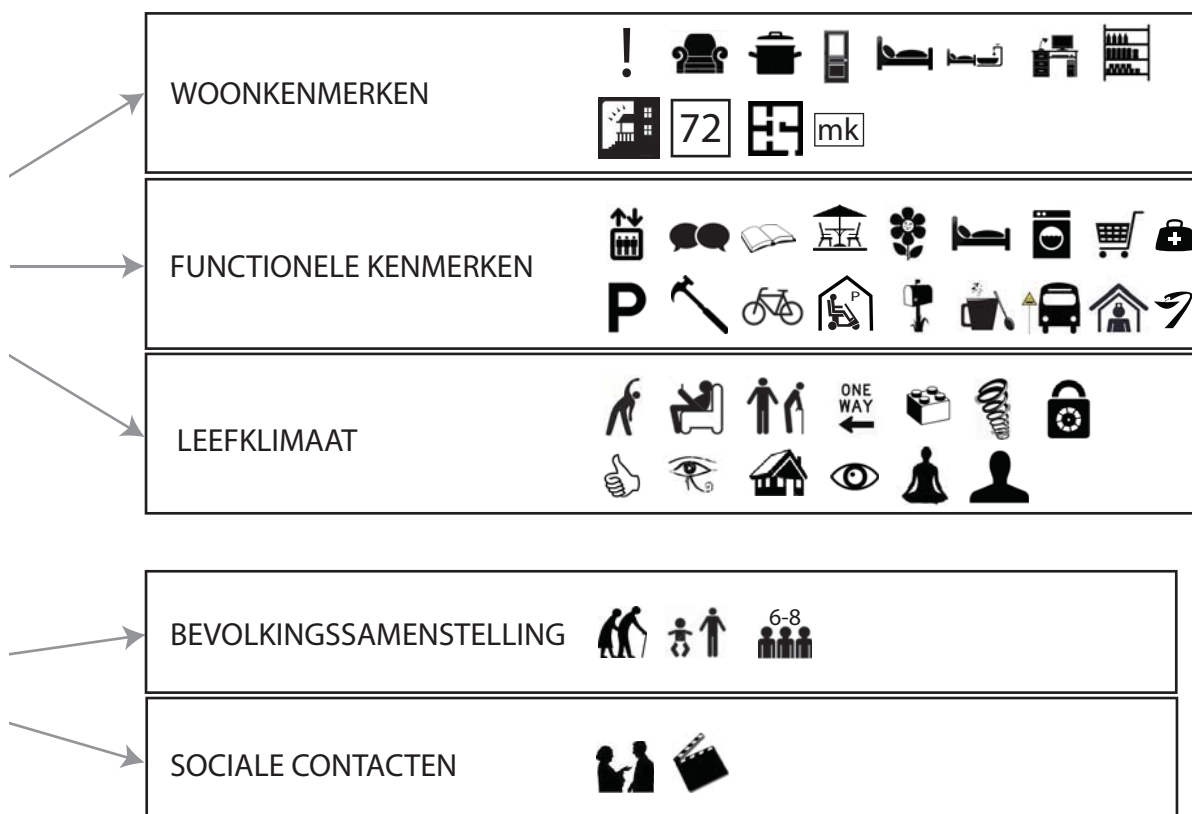 !
WOONKENMERKEN
72
mk
FUNCTIONELE KENMERKEN
P
P
LEEFKLIMAAT
ONE
WAY
BEVOLKINGSSAMENSTELLING
6-8
SOCIALE CONTACTEN